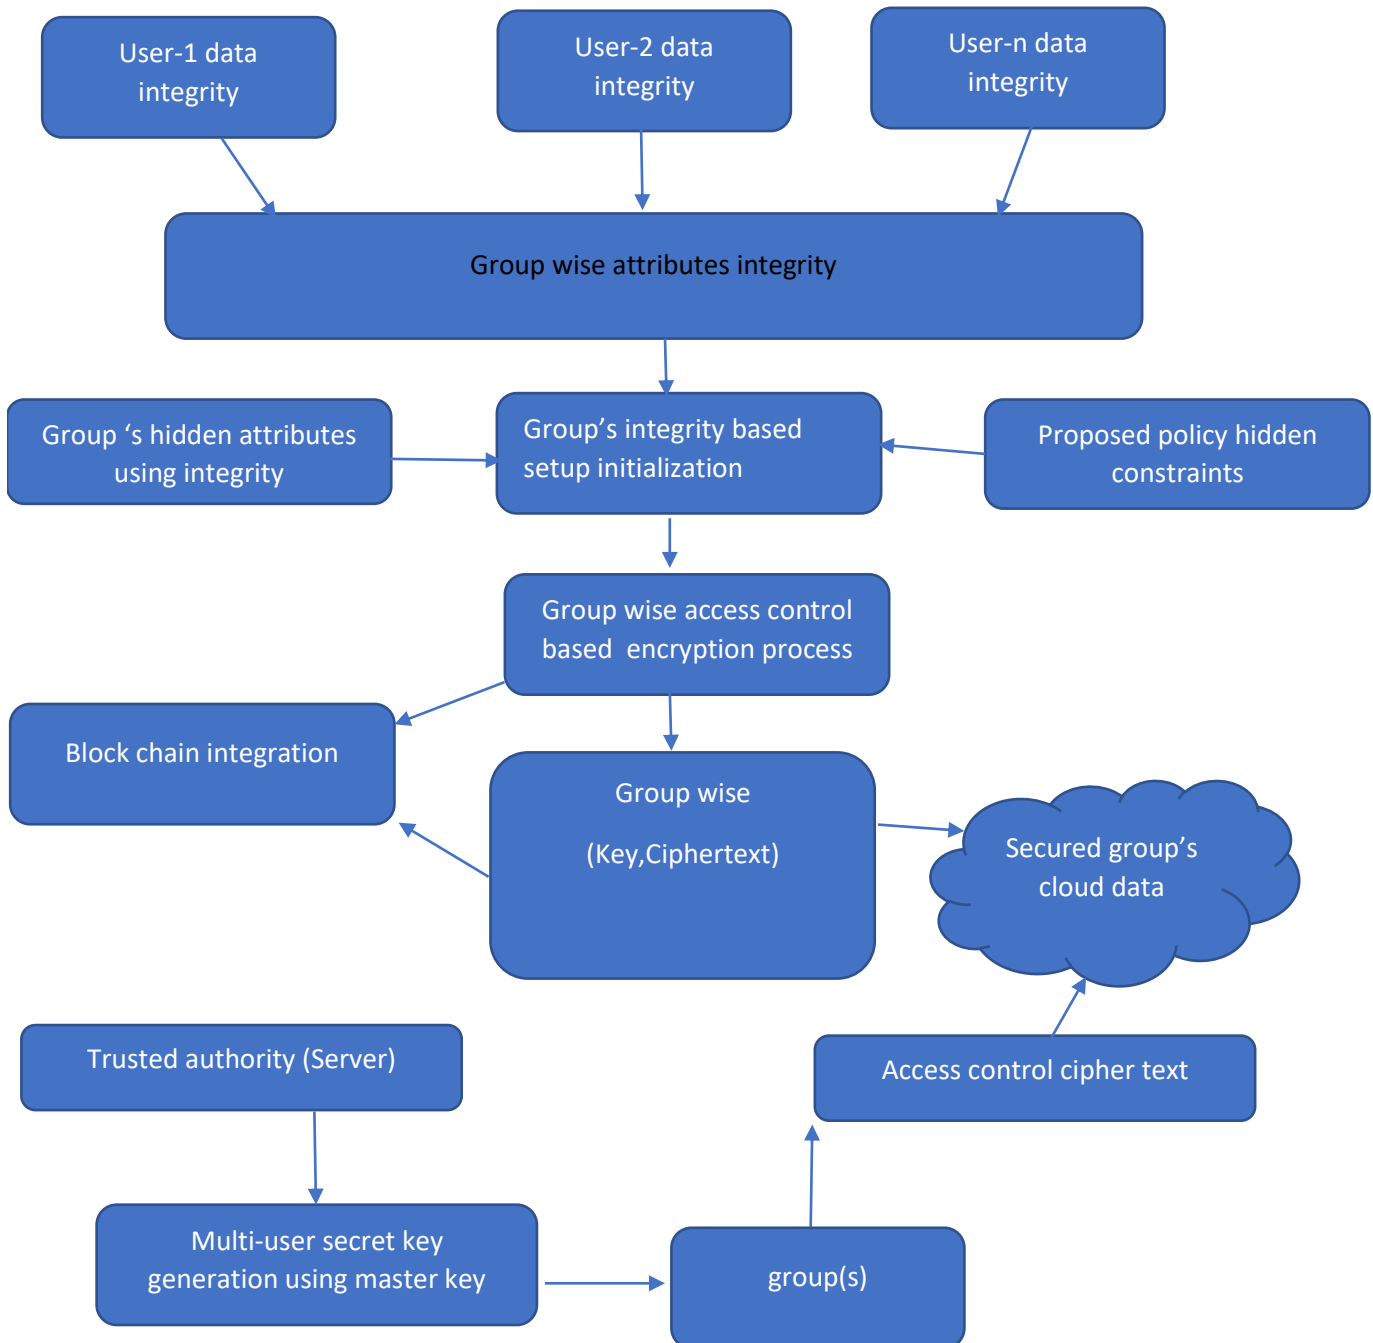 User-1 data
integrity
User-2 data
integrity
User-n data
integrity
Group wise attributes integrity
Group ‘s hidden attributes
using integrity
Group’s integrity based
setup initialization
Proposed policy hidden
constraints
Group wise access control
based  encryption process
Block chain integration
Group wise
(Key,Ciphertext)
Secured group’s
cloud data
Trusted authority (Server)
Access control cipher text
Multi-user secret key
generation using master key
group(s)